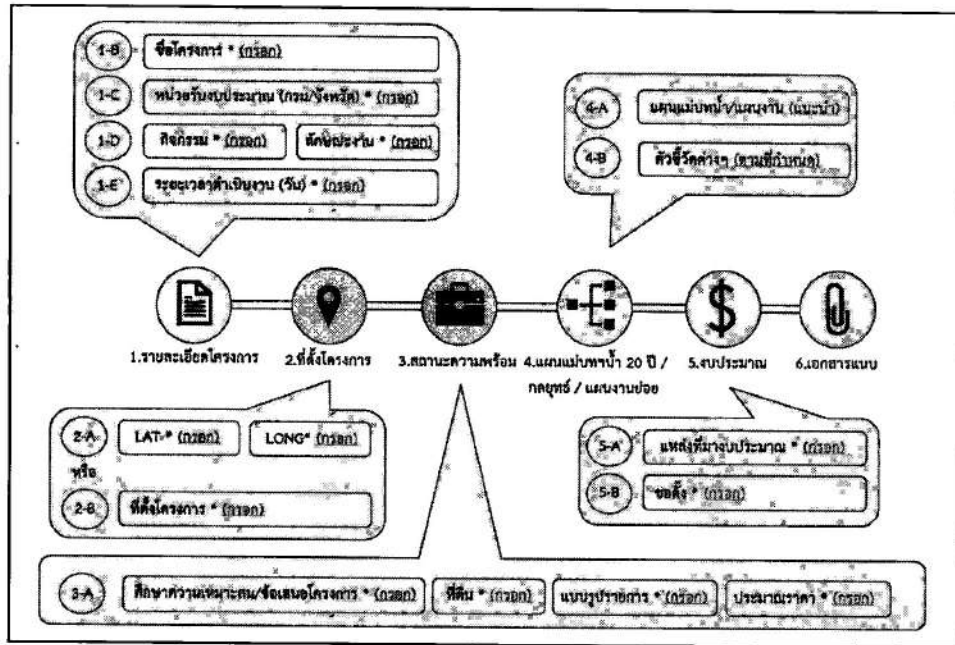 1-B ชื่อโครงการ * (กรอก)
1-C หน่วยรับงบประมาณ (กรม/จังหวัด) * (กรอก)
1-D กิจกรรม * (กรอก) ลักษณะงาน * (กรอก)
1-E ระยะเวลาดำเนินงาน (วัน) * (กรอก)
4-A แผนแม่บทน้ำ/แผนงาน (แนะนำ)
4-B ตัวชี้วัดต่างๆ (ตามที่กำหนด)
1.รายละเอียดโครงการ
2.ที่ตั้งโครงการ
3.สถานะความพร้อม
4.แผนแม่บทฯน้ำ 20 ปี /
กลยุทธ์ / แผนงานย่อย
5.งบประมาณ
6.เอกสารแนบ
2-A LAT * (กรอก) LONG* (กรอก)
หรือ
2-B ที่ตั้งโครงการ * (กรอก)
5-A แหล่งที่มางบประมาณ * (กรอก)
5-B ขอตั้ง * (กรอก)
3-A ศึกษาความเหมาะสม/ข้อเสนอโครงการ * (กรอก) ที่ดิน * (กรอก) แบบรูปรายการ * (กรอก) ประมาณราคา * (กรอก)